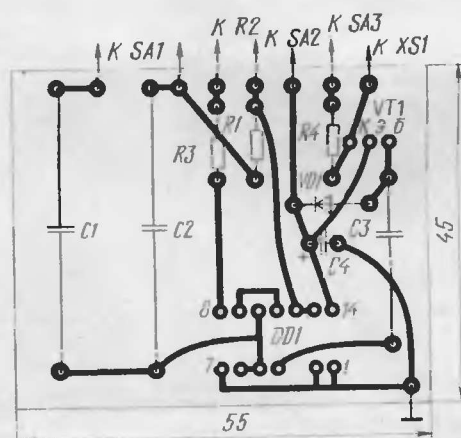 К R2
К SA3
К SA1
К SA2
К XS1
VT1
R1
R4
К э б
R3
VD1
C1
C2
C3
C4
45
8
14
DD1
7
1
55